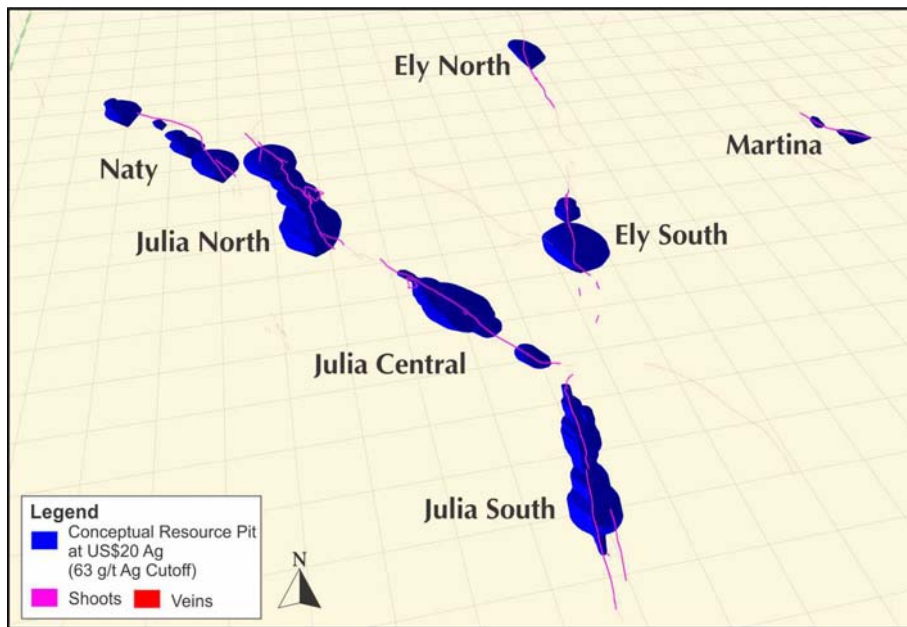 Ely North
Martina
Naty
Ely South
Julia North
Julia Central
Julia South
Legend
Conceptual Resource Pit
at US$20 Ag
(63 g/t Ag Cutoff)
Shoots Veins
N